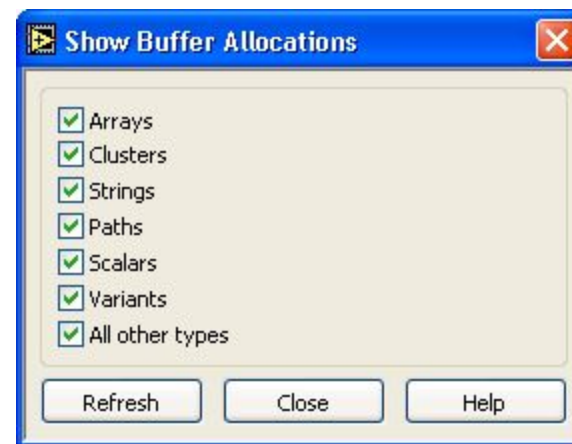 Show Buffer Allocations
Arrays
Clusters
Strings
Paths
Scalars
Variants
All other types
Refresh Close Help